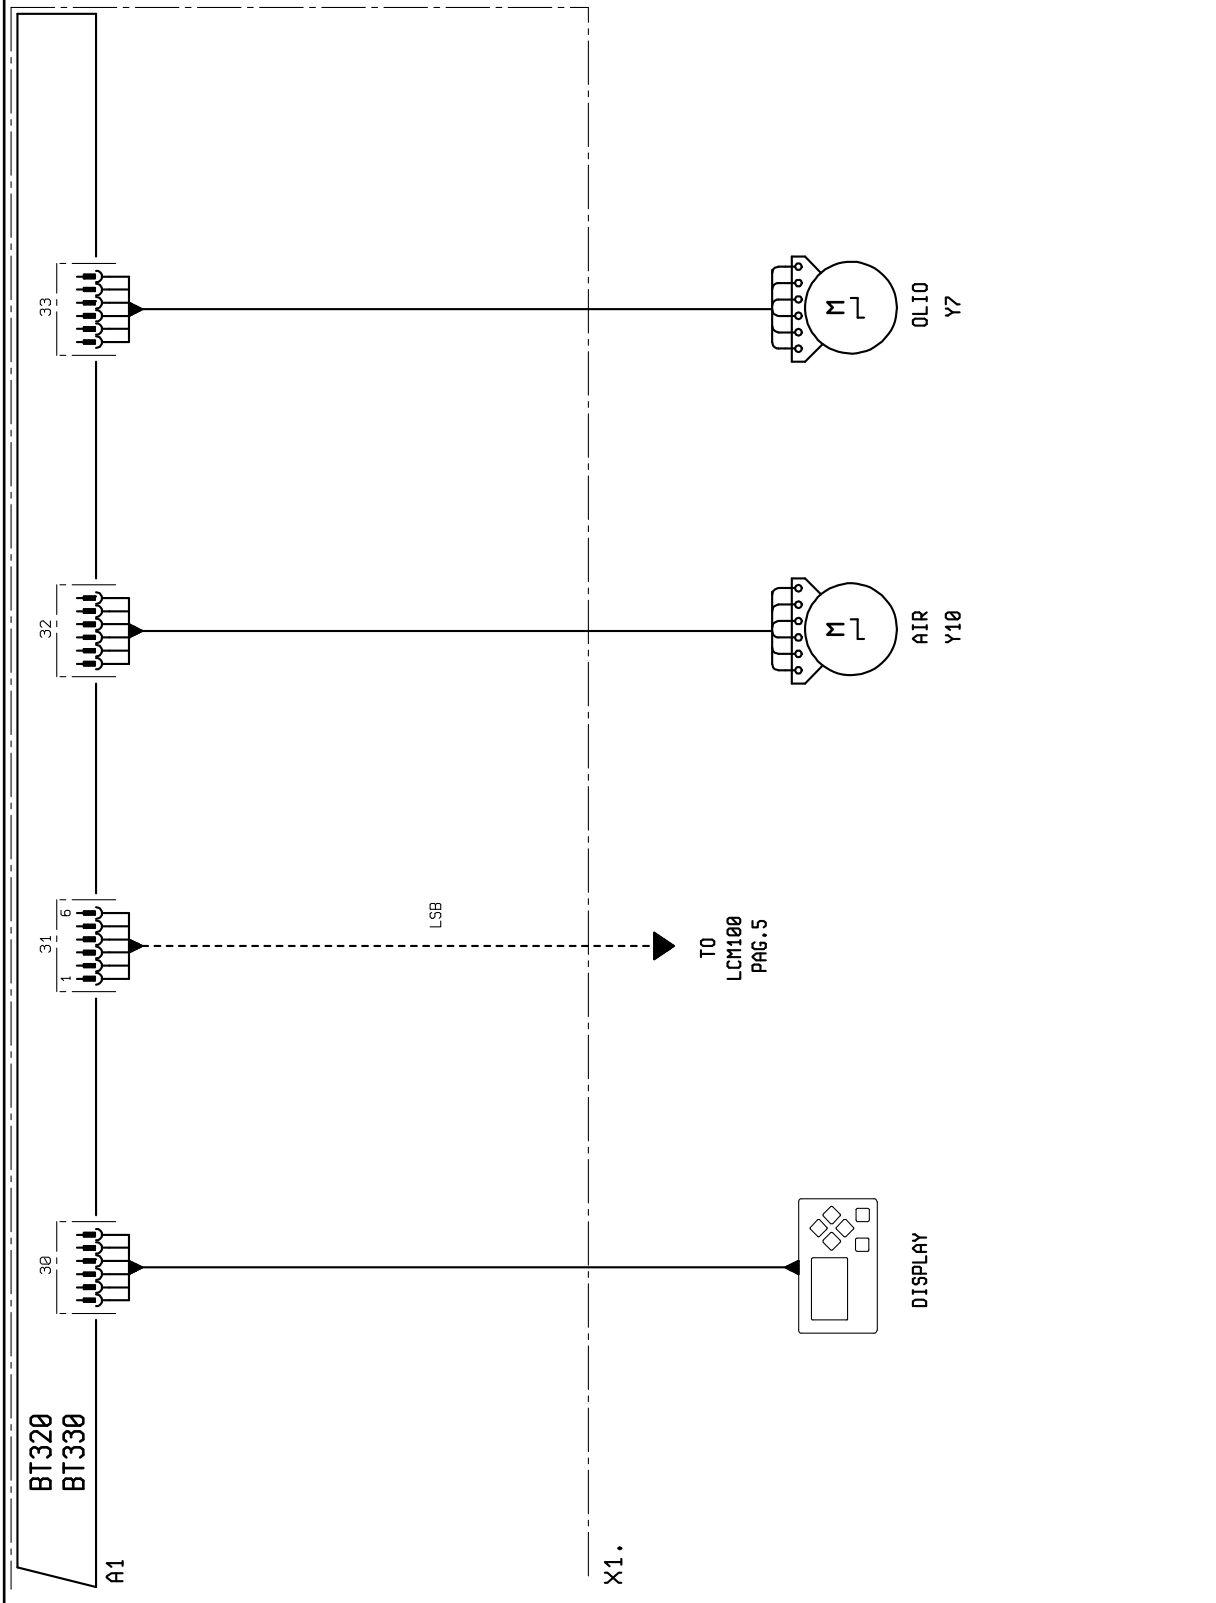 BT320
BT330
A1
30
31
1
6
32
33
LSB
X1.
TO
LCM100
PAG.5
DISPLAY
Σ
AIR
Y10
Σ
OLIO
Y7